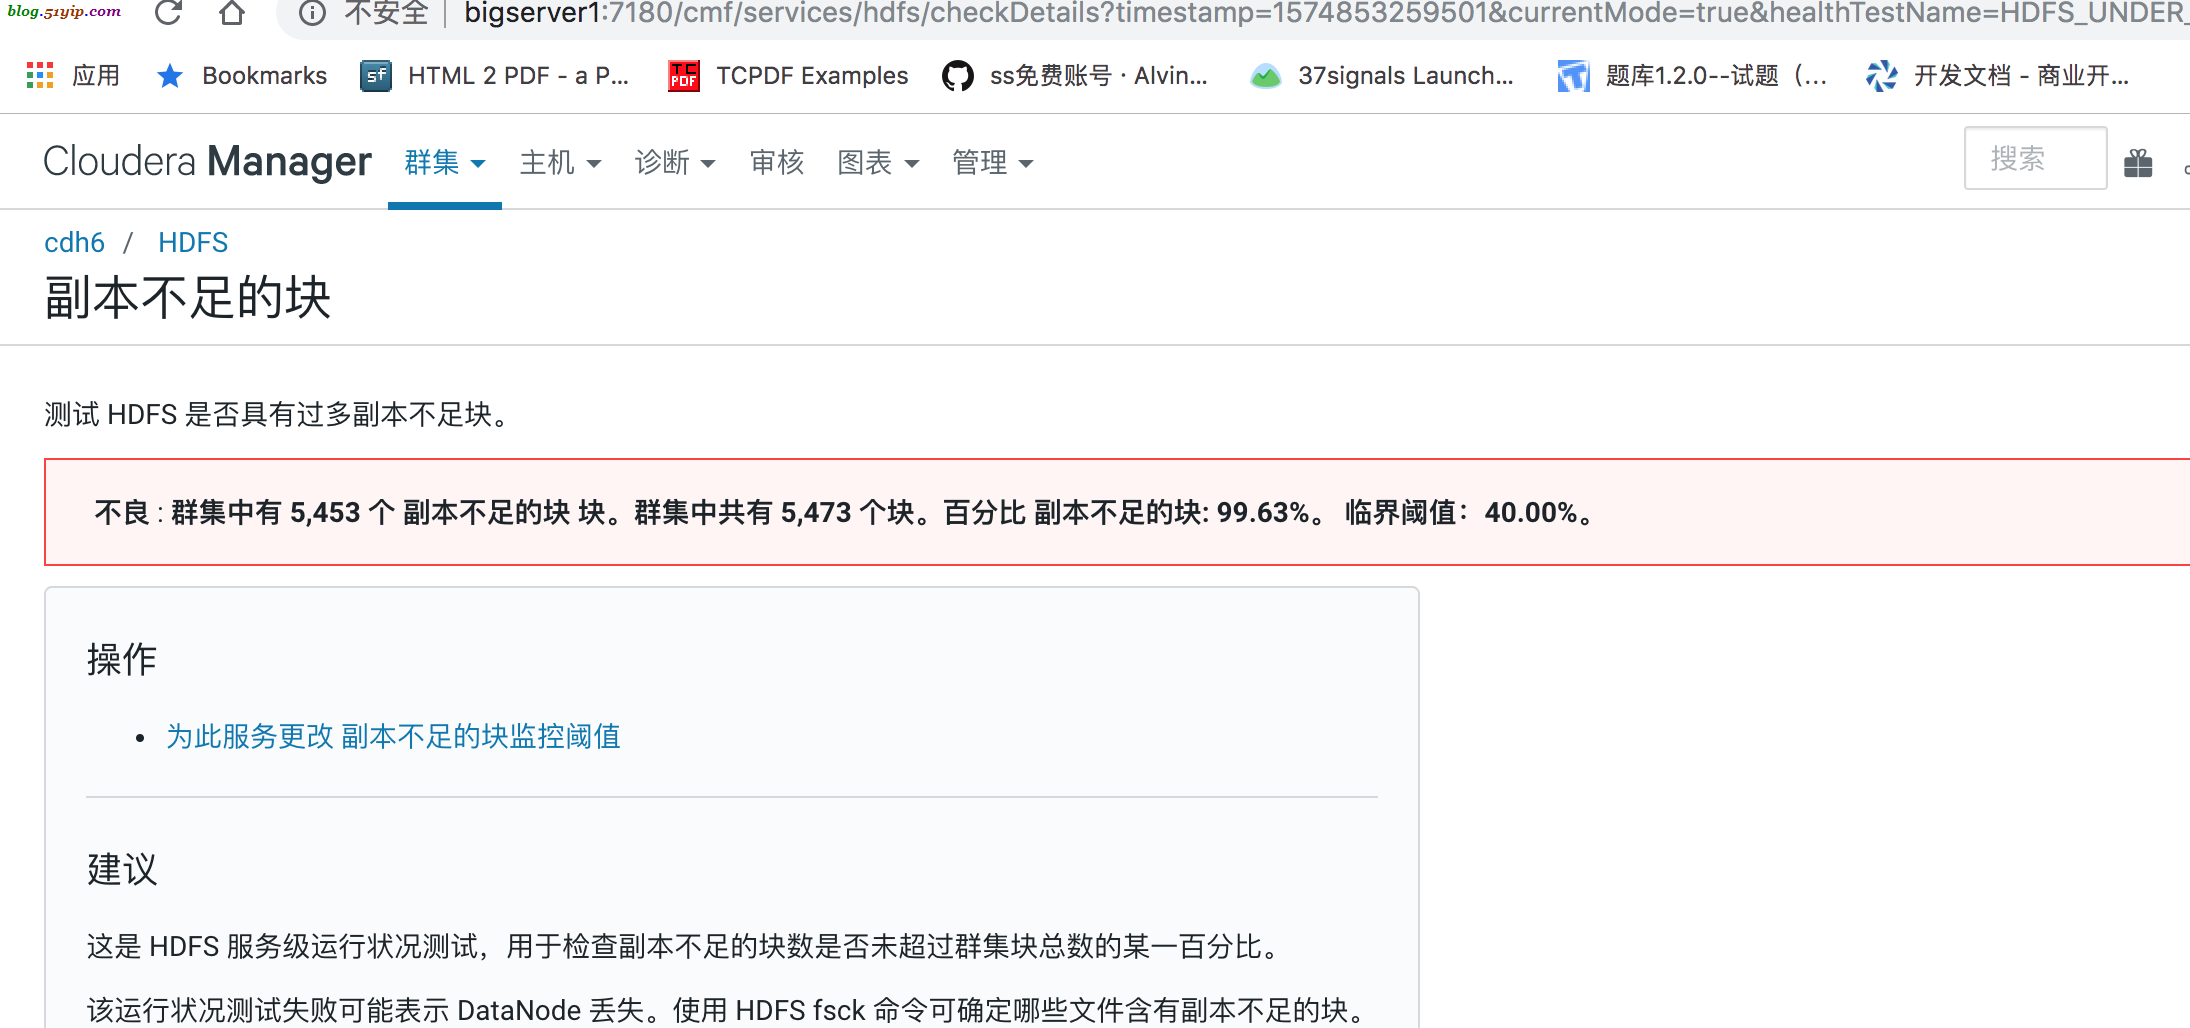 blog.51yip.com
不安全 bigserver1:7180/cmf/services/hdfs/checkDetails?timestamp=1574853259501&currentMode=true&healthTestName=HDFS_UNDER_
应用 Bookmarks HTML 2 PDF - a P... TCPDF Examples ss免费账号 · Alvin... 37signals Launch... 题库1.2.0--试题（... 开发文档 - 商业开...
Cloudera Manager 群集 主机 诊断 审核 图表 管理 搜索
cdh6 / HDFS
副本不足的块
测试 HDFS 是否具有过多副本不足块。
不良 : 群集中有 5,453 个 副本不足的块 块。群集中共有 5,473 个块。百分比 副本不足的块: 99.63%。 临界阈值：40.00%。
操作
• 为此服务更改 副本不足的块监控阈值
建议
这是 HDFS 服务级运行状况测试，用于检查副本不足的块数是否未超过群集块总数的某一百分比。
该运行状况测试失败可能表示 DataNode 丢失。使用 HDFS fsck 命令可确定哪些文件含有副本不足的块。